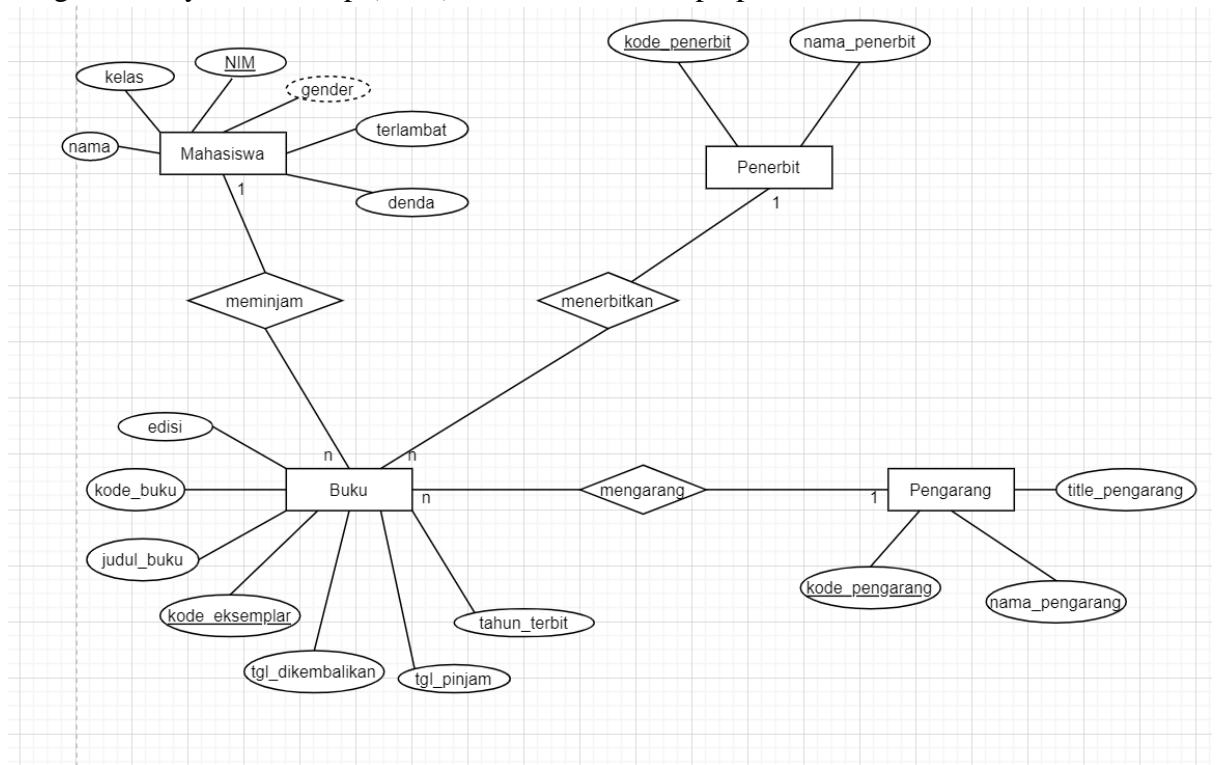 kode_penerbit
nama_penerbit
NIM
kelas
gender
terlambat
nama
Mahasiswa
Penerbit
1
denda
1
meminjam
menerbitkan
edisi
n
n
kode_buku
Buku
n
mengarang
1
Pengarang
title_pengarang
judul_buku
kode_pengarang
nama_pengarang
kode_eksemplar
tahun_terbit
tgl_dikembalikan
tgl_pinjam